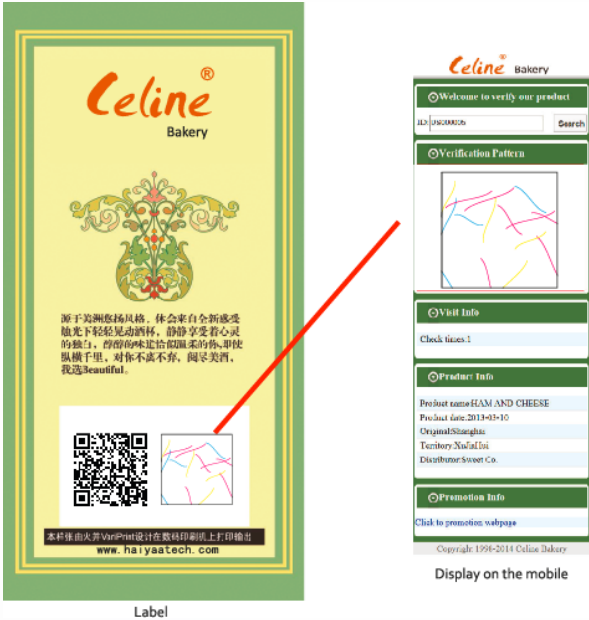 Celine®
Bakery
源于美洲悠扬风格，体会来自全新感受
烛光下轻轻晃动酒杯，静静享受着心灵
的独白，醇醇的味道恰似温柔的你,即使
纵横千里，对你不离不弃，阅尽美酒，
我选Beautiful。
本样张由火并VariPrint设计在数码印刷机上打印输出
www.haiyaatech.com
Label
Celine®
Bakery
Welcome to verify our product
ID: Search
Verification Pattern
Visit Info
Check times:1
Product Info
Product name:HAM AND CHEESE
Product date:2013-03-10
Original:Shanghai
Territory:XuJiaHui
Distributor:Sweet Co.
Promotion Info
Click to promotion webpage
Copyright 1996-2014 Celine Bakery
Display on the mobile